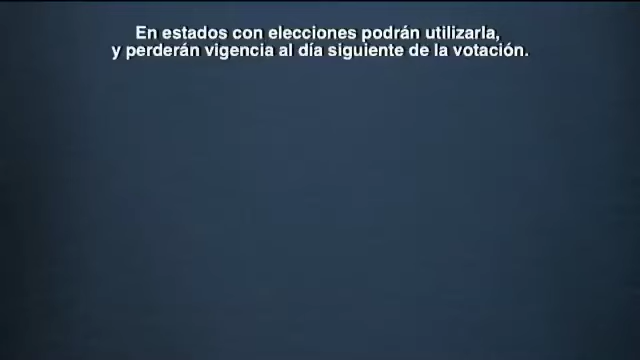 En estados con elecciones podrán utilizarla,
y perderán vigencia al día siguiente de la votación.